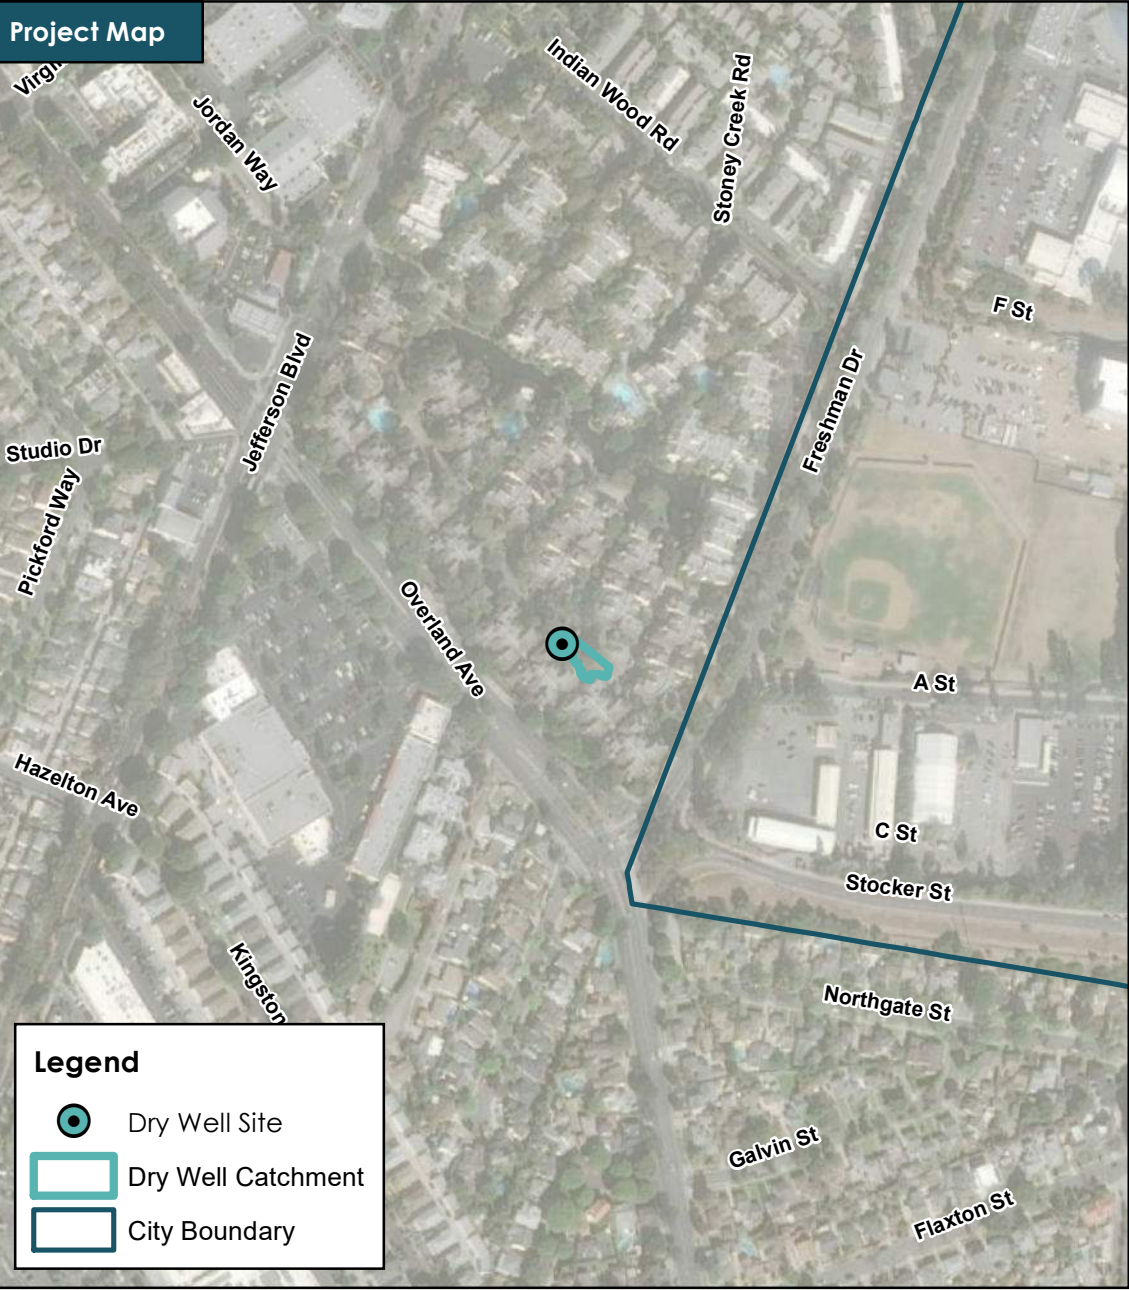 Project Map
Indian Wood Rd
Stoney Creek Rd
Jordan Way
F St
Jefferson Blvd
Freshman Dr
Studio Dr
Pickford Way
Overland Ave
A St
Hazelton Ave
C St
Stocker St
Kingston
Northgate St
Legend
Dry Well Site
Dry Well Catchment
City Boundary
Galvin St
Flaxton St